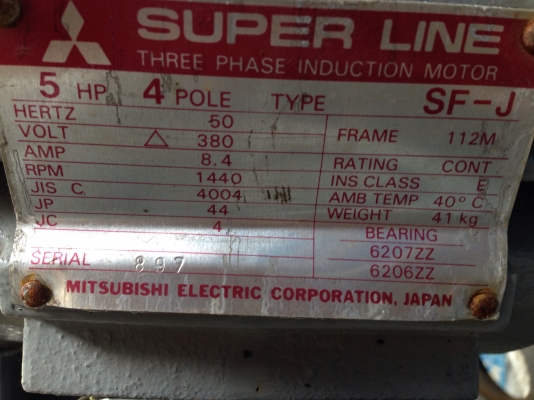 SUPER LINE
THREE PHASE INDUCTION MOTOR
5 HP 4 POLE TYPE SF-J
HERTZ 50
VOLT △ 380
AMP 8.4
RPM 1440
JIS C 4004
JP 44
JC 4
SERIAL 897
FRAME 112M
RATING CONT
INS CLASS E
AMB TEMP 40°C
WEIGHT 41 kg
BEARING
6207ZZ
6206ZZ
MITSUBISHI ELECTRIC CORPORATION, JAPAN